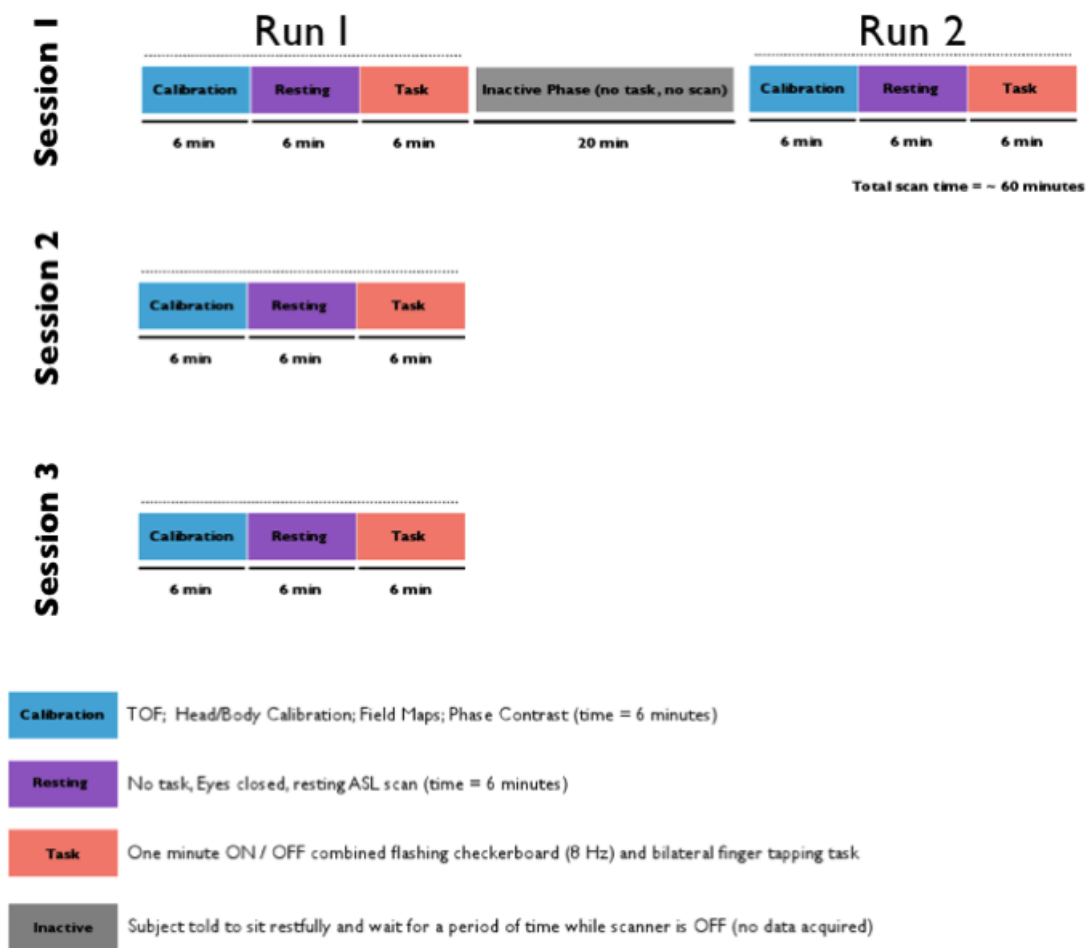 Session 1
Run 1
Run 2
Calibration Resting Task Inactive Phase (no task, no scan) Calibration Resting Task
6 min 6 min 6 min 20 min 6 min 6 min 6 min
Total scan time = ~ 60 minutes
Session 2
Calibration Resting Task
6 min 6 min 6 min
Session 3
Calibration Resting Task
6 min 6 min 6 min
Calibration TOF; Head/Body Calibration; Field Maps; Phase Contrast (time = 6 minutes)
Resting No task, Eyes closed, resting ASL scan (time = 6 minutes)
Task One minute ON / OFF combined flashing checkerboard (8 Hz) and bilateral finger tapping task
Inactive Subject told to sit restfully and wait for a period of time while scanner is OFF (no data acquired)